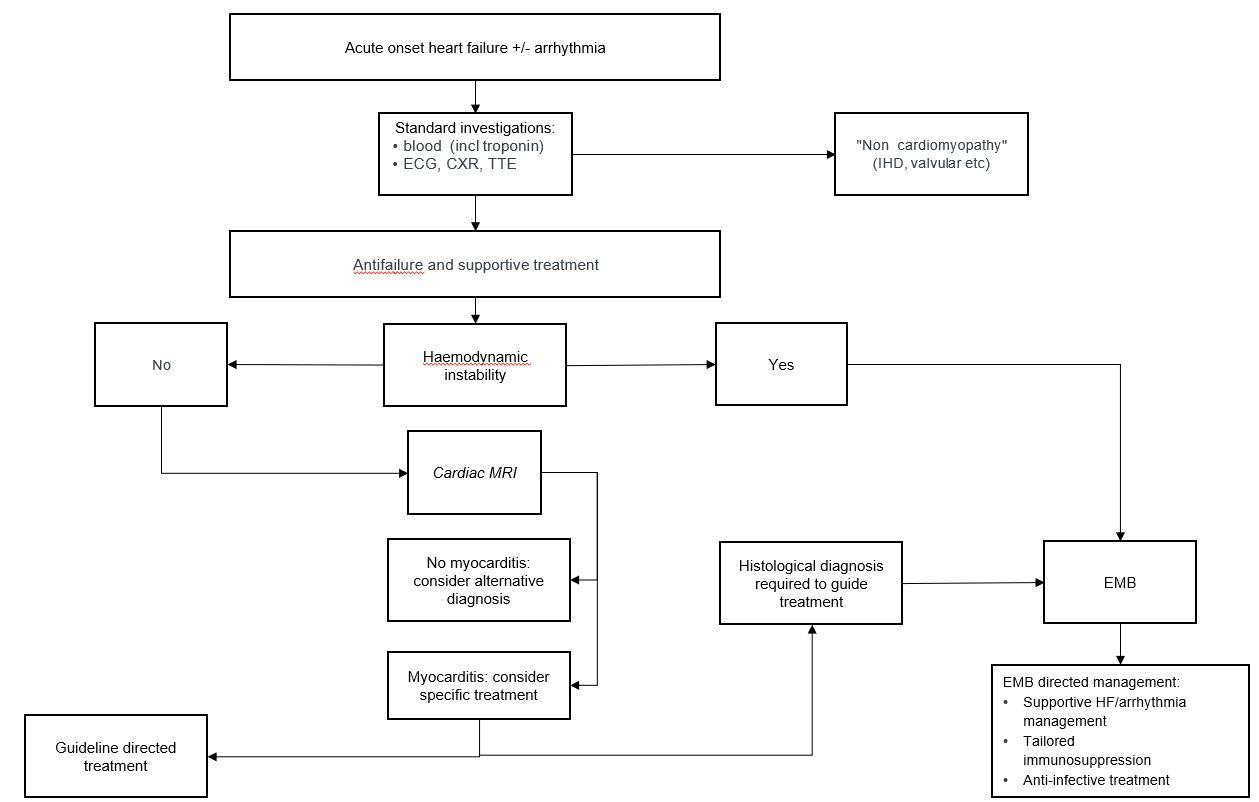 Acute onset heart failure +/- arrhythmia
Standard investigations:
• blood (incl troponin)
• ECG, CXR, TTE
"Non cardiomyopathy"
(IHD, valvular etc)
Antifailure and supportive treatment
No
Haemodynamic
instability
Yes
Cardiac MRI
No myocarditis:
consider alternative
diagnosis
Histological diagnosis
required to guide
treatment
EMB
Myocarditis: consider
specific treatment
Guideline directed
treatment
EMB directed management:
• Supportive HF/arrhythmia
management
• Tailored
immunosuppression
• Anti-infective treatment